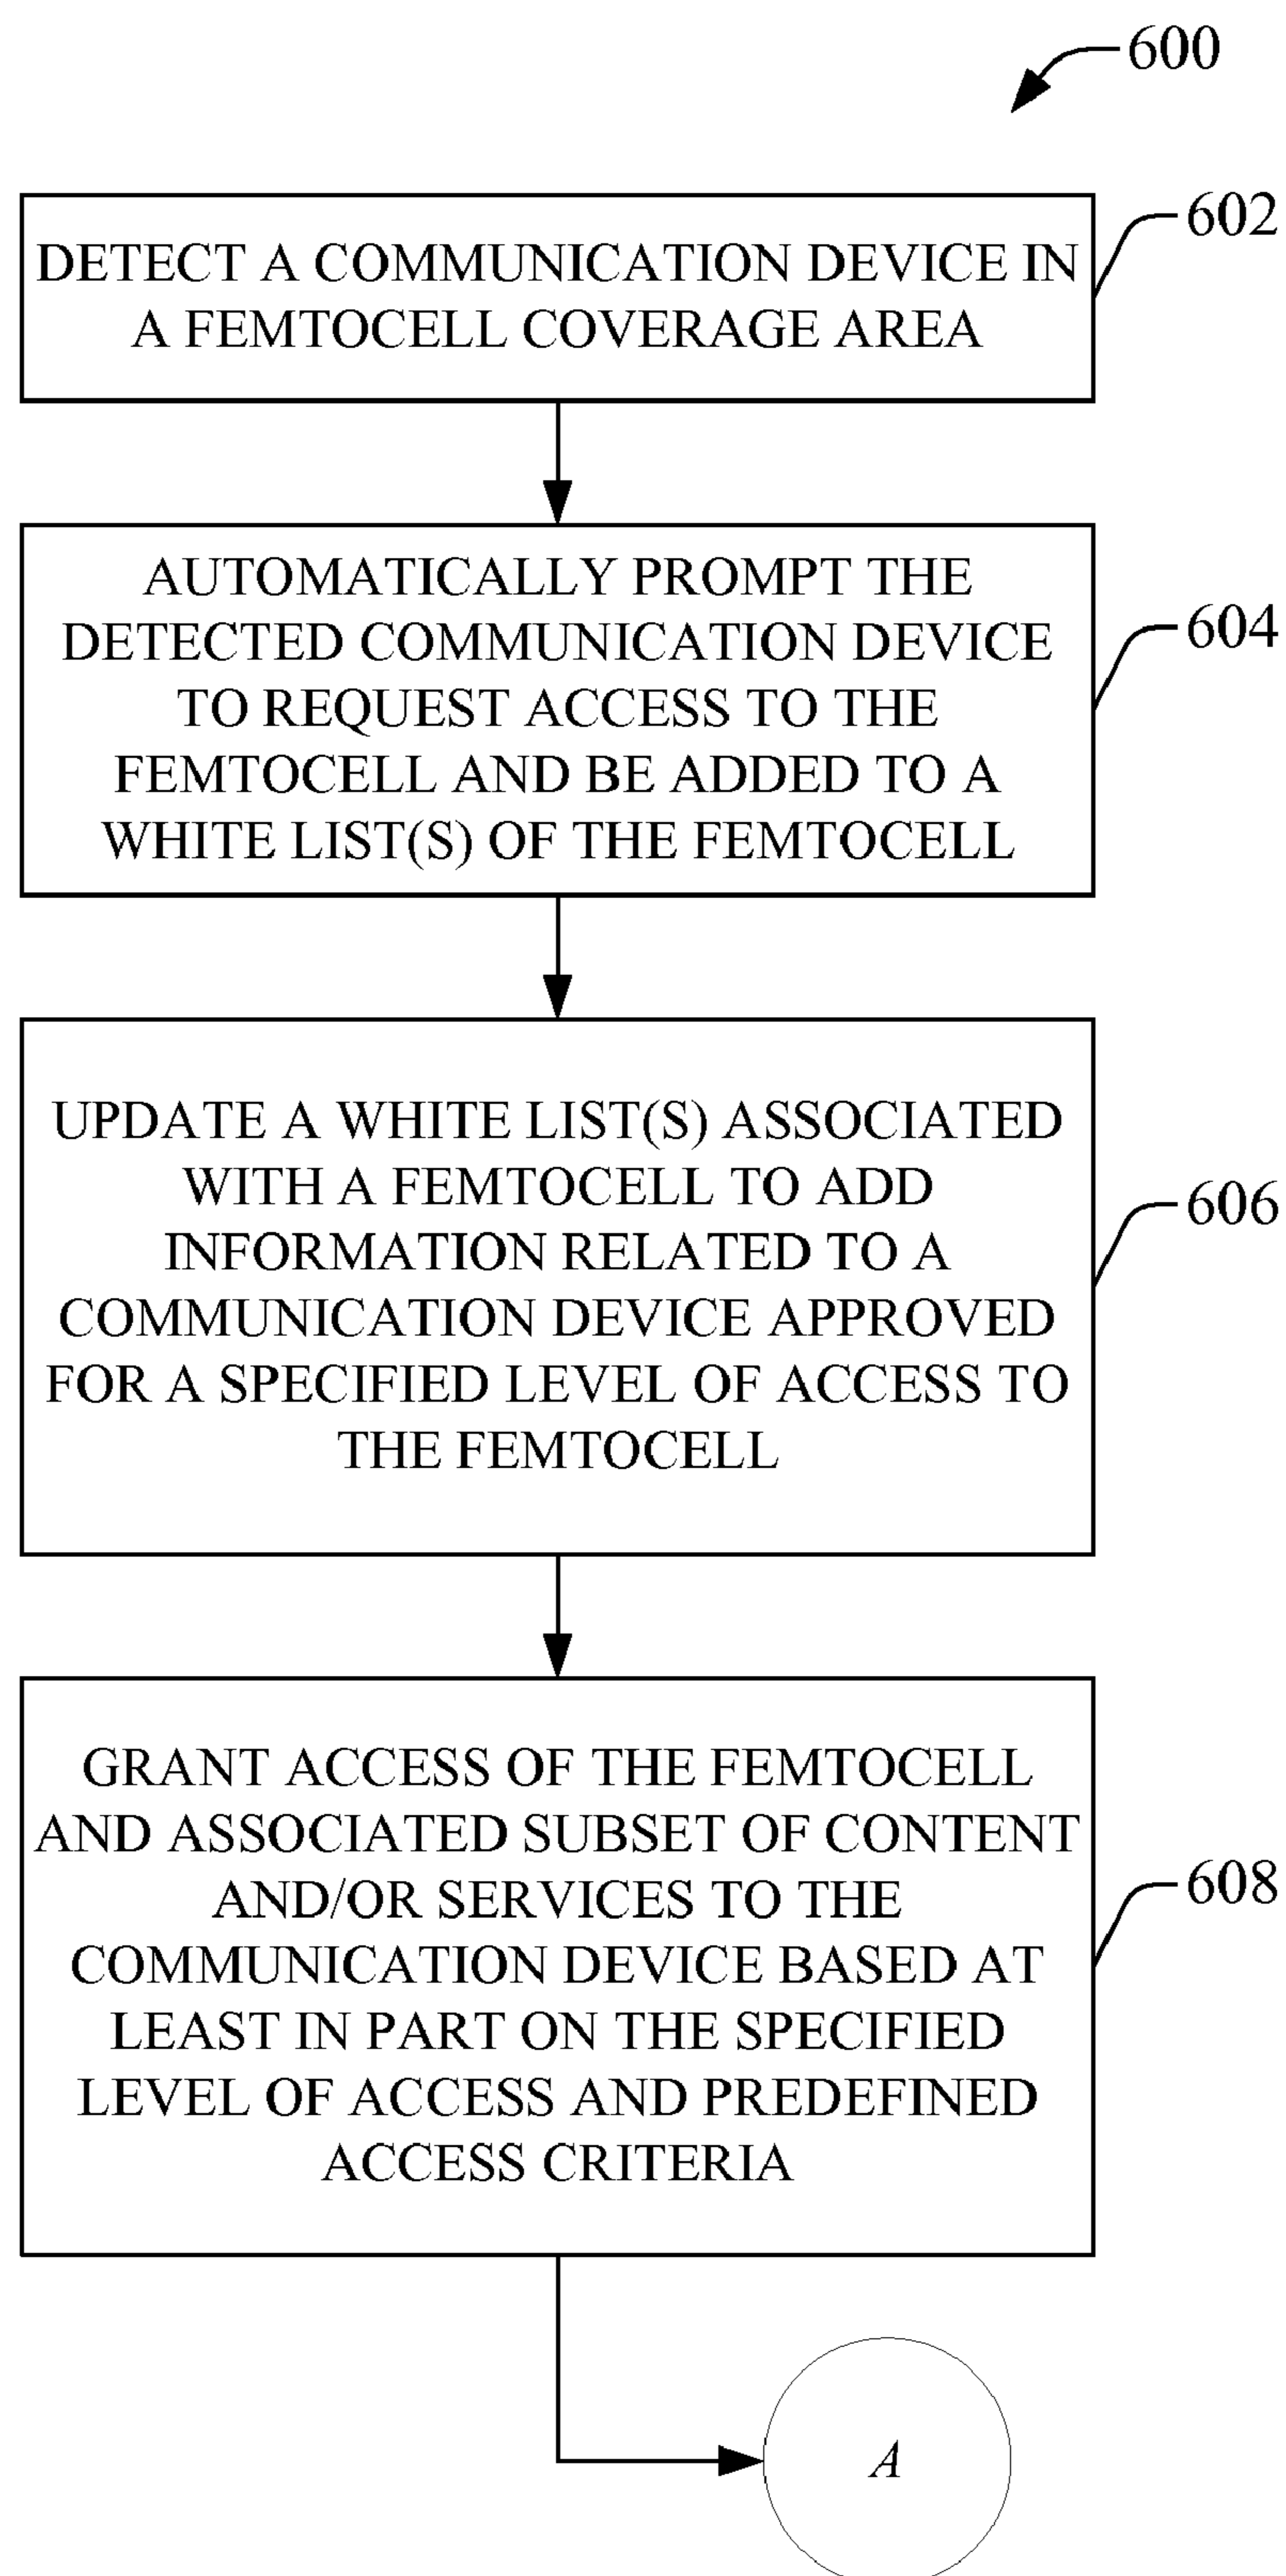 600
602
DETECT A COMMUNICATION DEVICE IN
A FEMTOCELL COVERAGE AREA
604
AUTOMATICALLY PROMPT THE
DETECTED COMMUNICATION DEVICE
TO REQUEST ACCESS TO THE
FEMTOCELL AND BE ADDED TO A
WHITE LIST(S) OF THE FEMTOCELL
606
UPDATE A WHITE LIST(S) ASSOCIATED
WITH A FEMTOCELL TO ADD
INFORMATION RELATED TO A
COMMUNICATION DEVICE APPROVED
FOR A SPECIFIED LEVEL OF ACCESS TO
THE FEMTOCELL
608
GRANT ACCESS OF THE FEMTOCELL
AND ASSOCIATED SUBSET OF CONTENT
AND/OR SERVICES TO THE
COMMUNICATION DEVICE BASED AT
LEAST IN PART ON THE SPECIFIED
LEVEL OF ACCESS AND PREDEFINED
ACCESS CRITERIA
A